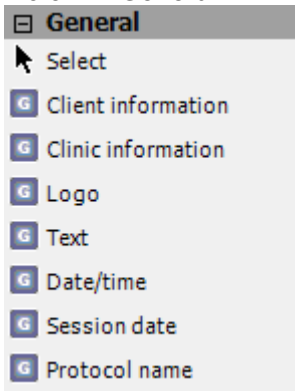 General
Select
G Client information
G Clinic information
G Logo
G Text
G Date/time
G Session date
G Protocol name